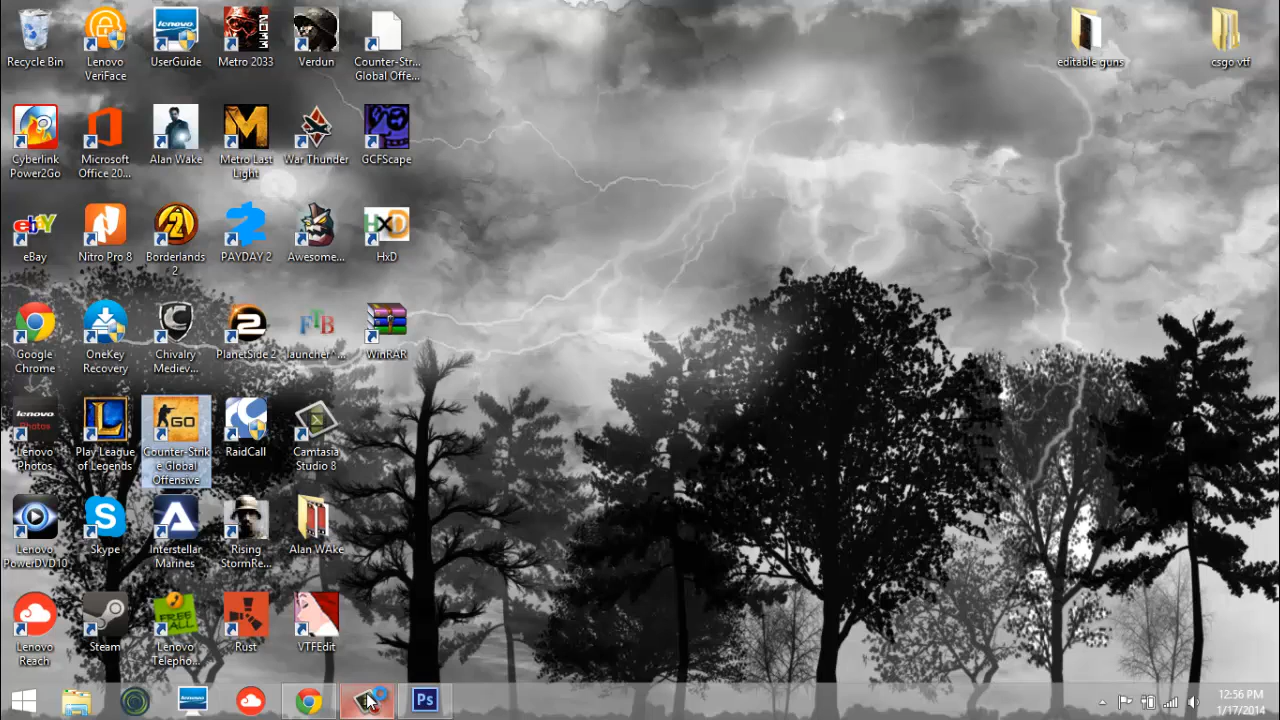 Recycle Bin
Lenovo
VeriFace
UserGuide
Metro 2033
Verdun
Counter-Str...
Global Offe...
editable guns
csgo vtf
Cyberlink
Power2Go
Microsoft
Office 20...
Alan Wake
Metro Last
Light
War Thunder
GCFScape
eBay
Nitro Pro 8
Borderlands
2
PAYDAY 2
Awesome...
HxD
Google
Chrome
OneKey
Recovery
Chivalry
Mediev...
PlanetSide 2
launcher^...
WinRAR
Lenovo
Photos
Play League
of Legends
Counter-Strik
e Global
Offensive
RaidCall
Camtasia
Studio 8
Lenovo
PowerDVD10
Skype
Interstellar
Marines
Rising
StormRe...
Alan WAke
Lenovo
Reach
Steam
Lenovo
Telepho...
Rust
VTFEdit
Ps
12:56 PM
1/17/2014